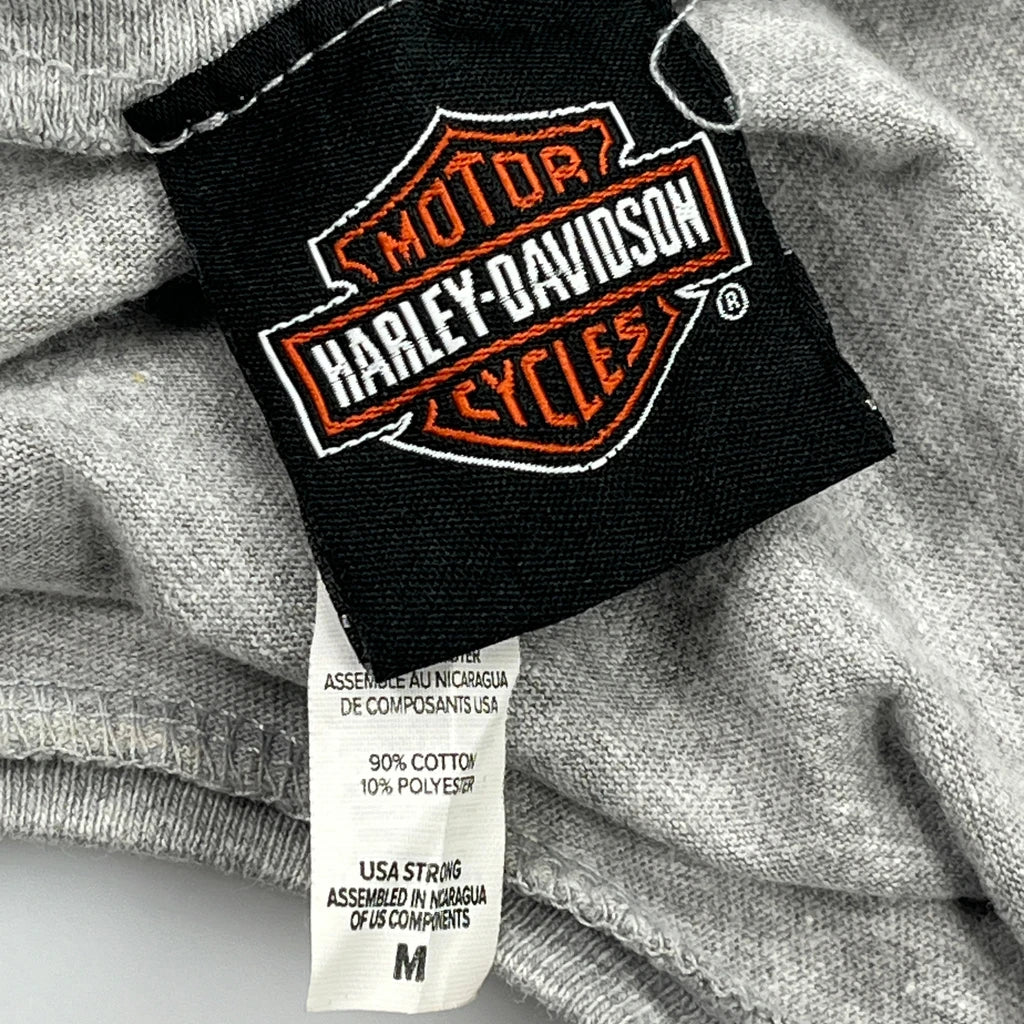 MOTOR
HARLEY-DAVIDSON
CYCLES
®
ASSEMBLE AU NICARAGUA
DE COMPOSANTS USA
90% COTTON
10% POLYESTER
USA STRONG
ASSEMBLED IN NICARAGUA
OF US COMPONENTS
M